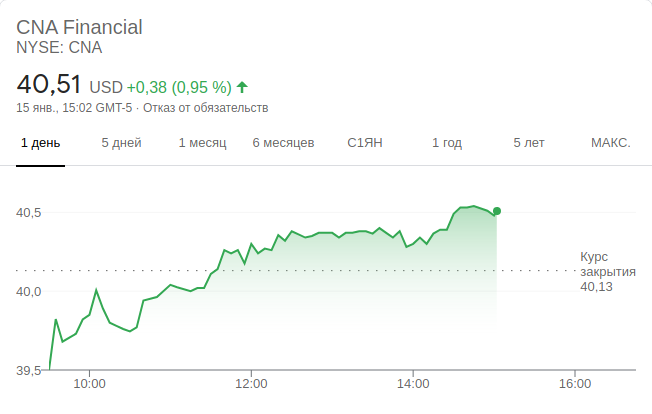 CNA Financial
NYSE: CNA
40,51 USD +0,38 (0,95 %)
15 янв., 15:02 GMT-5 · Отказ от обязательств
1 день 5 дней 1 месяц 6 месяцев С1ЯН 1 год 5 лет МАКС.
40,5
Курс
закрытия
40,13
40,0
39,5
10:00 12:00 14:00 16:00